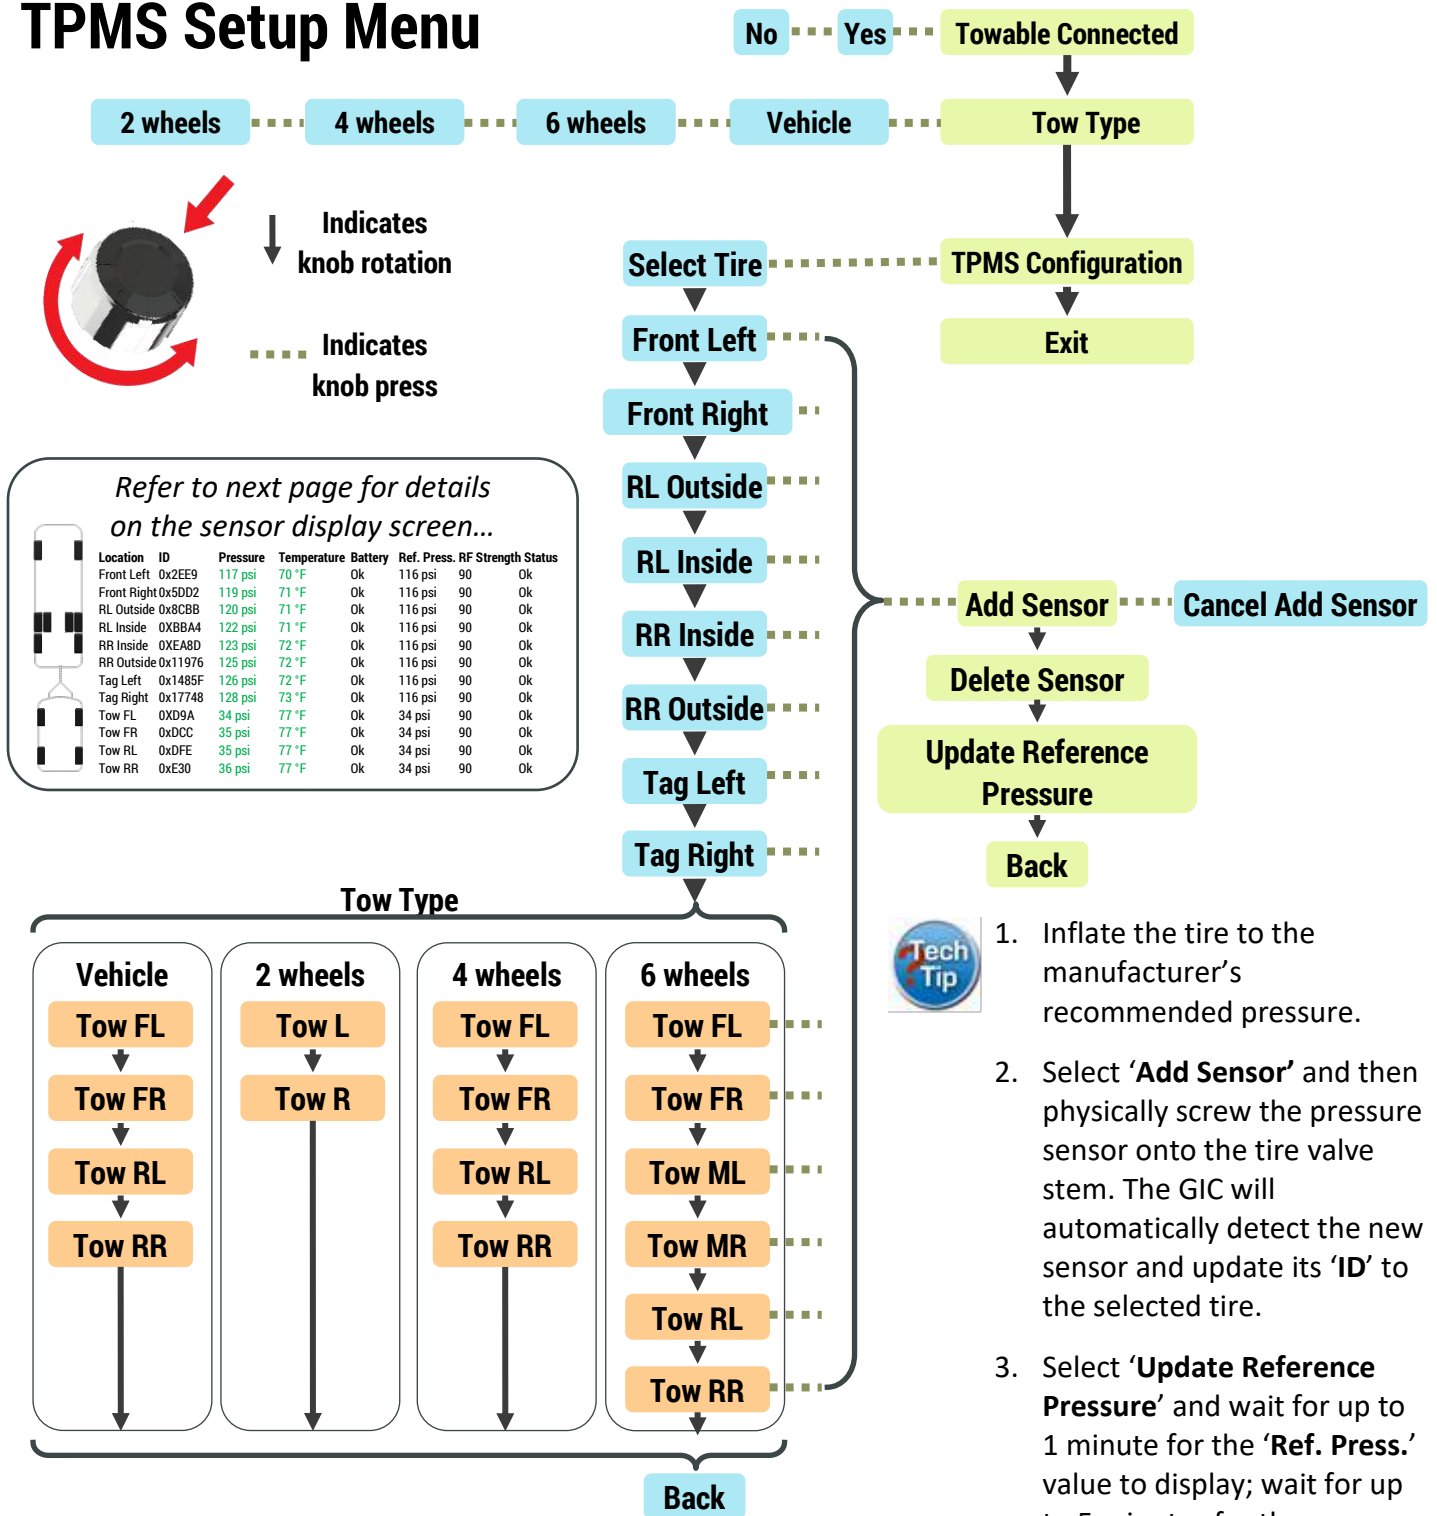 TPMS Setup Menu
No
Yes
Towable Connected
2 wheels
4 wheels
6 wheels
Vehicle
Tow Type
Indicates
knob rotation
Indicates
knob press
Select Tire
TPMS Configuration
Front Left
Exit
Front Right
RL Outside
RL Inside
RR Inside
RR Outside
Tag Left
Tag Right
Refer to next page for details
on the sensor display screen…
Location ID Pressure Temperature Battery Ref. Press. RF Strength Status
Front Left 0x2EE9 117 psi 70 °F Ok 116 psi 90 Ok
Front Right 0x5DD2 119 psi 71 °F Ok 116 psi 90 Ok
RL Outside 0x8CBB 120 psi 71 °F Ok 116 psi 90 Ok
RL Inside 0XBBA4 122 psi 71 °F Ok 116 psi 90 Ok
RR Inside 0XEA8D 123 psi 72 °F Ok 116 psi 90 Ok
RR Outside 0x11976 125 psi 72 °F Ok 116 psi 90 Ok
Tag Left 0x1485F 126 psi 72 °F Ok 116 psi 90 Ok
Tag Right 0x17748 128 psi 73 °F Ok 116 psi 90 Ok
Tow FL 0XD9A 34 psi 77 °F Ok 34 psi 90 Ok
Tow FR 0xDCC 35 psi 77 °F Ok 34 psi 90 Ok
Tow RL 0xDFE 35 psi 77 °F Ok 34 psi 90 Ok
Tow RR 0xE30 36 psi 77 °F Ok 34 psi 90 Ok
Add Sensor
Cancel Add Sensor
Delete Sensor
Update Reference
Pressure
Back
Tow Type
Vehicle
Tow FL
Tow FR
Tow RL
Tow RR
2 wheels
Tow L
Tow R
4 wheels
Tow FL
Tow FR
Tow RL
Tow RR
6 wheels
Tow FL
Tow FR
Tow ML
Tow MR
Tow RL
Tow RR
Back
Tech
Tip
1. Inflate the tire to the
manufacturer’s
recommended pressure.
2. Select ‘Add Sensor’ and then
physically screw the pressure
sensor onto the tire valve
stem. The GIC will
automatically detect the new
sensor and update its ‘ID’ to
the selected tire.
3. Select ‘Update Reference
Pressure’ and wait for up to
1 minute for the ‘Ref. Press.’
value to display; wait for up